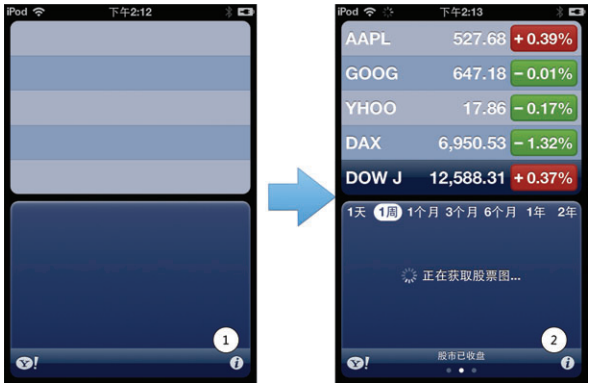 iPod 下午2:12
1
Y!
i
iPod 下午2:13
AAPL 527.68 +0.39%
GOOG 647.18 －0.01%
YHOO 17.86 －0.17%
DAX 6,950.53 －1.32%
DOW J 12,588.31 +0.37%
1天 1周 1个月 3个月 6个月 1年 2年
正在获取股票图...
2
股市已收盘
Y!
i